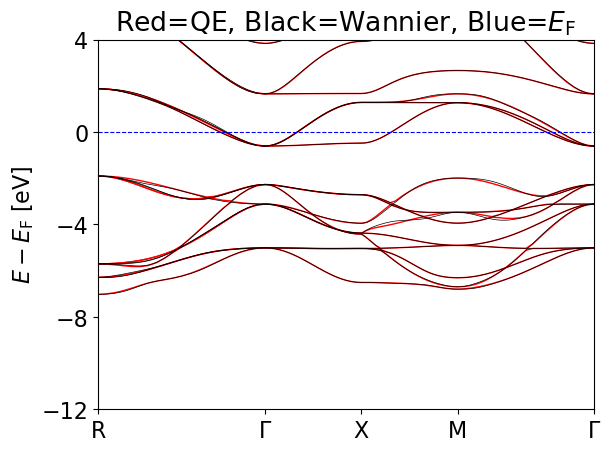 Red=QE, Black=Wannier, Blue=E_F
E − E_F [eV]
4
0
−4
−8
−12
R Γ X M Γ